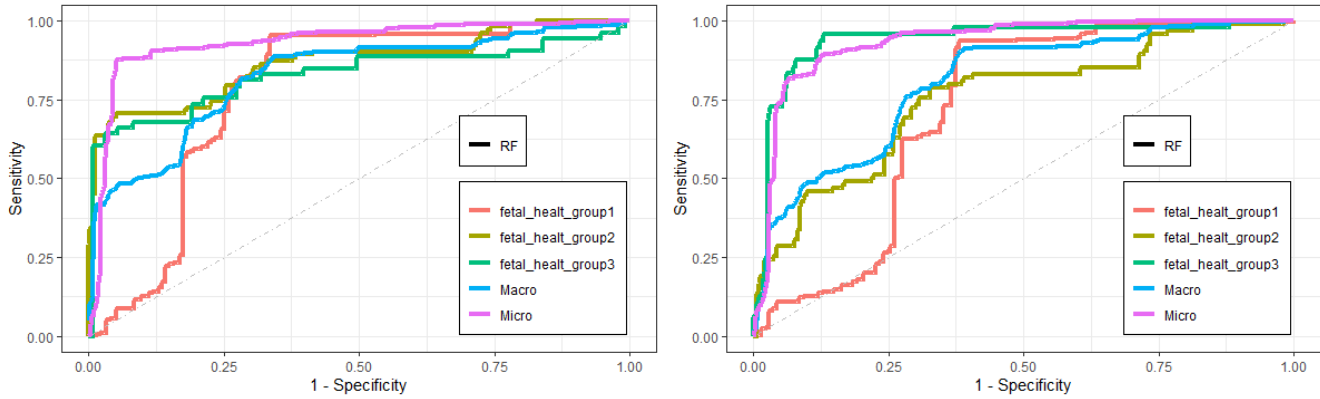 1.00
0.75
0.50
0.25
0.00
Sensitivity
RF
fetal_healt_group1
fetal_healt_group2
fetal_healt_group3
Macro
Micro
0.00 0.25 0.50 0.75 1.00
1 - Specificity
1.00
0.75
0.50
0.25
0.00
Sensitivity
RF
fetal_healt_group1
fetal_healt_group2
fetal_healt_group3
Macro
Micro
0.00 0.25 0.50 0.75 1.00
1 - Specificity